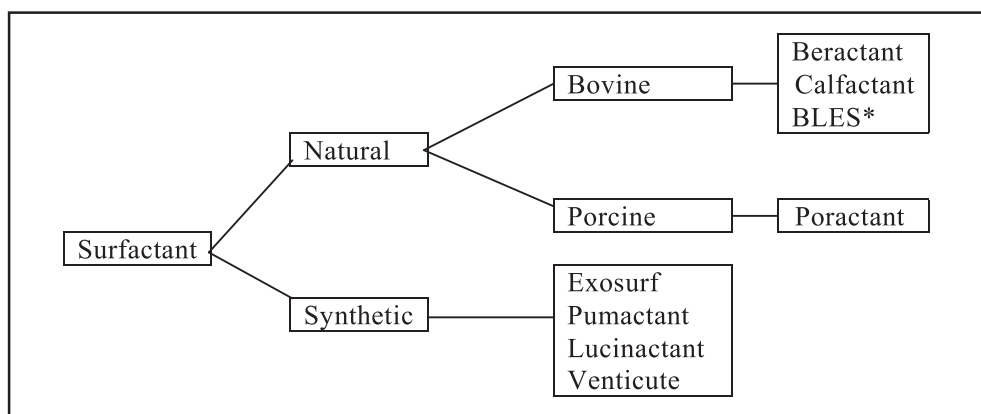 Surfactant
Natural
Synthetic
Bovine
Porcine
Beractant
Calfactant
BLES*
Poractant
Exosurf
Pumactant
Lucinactant
Venticute